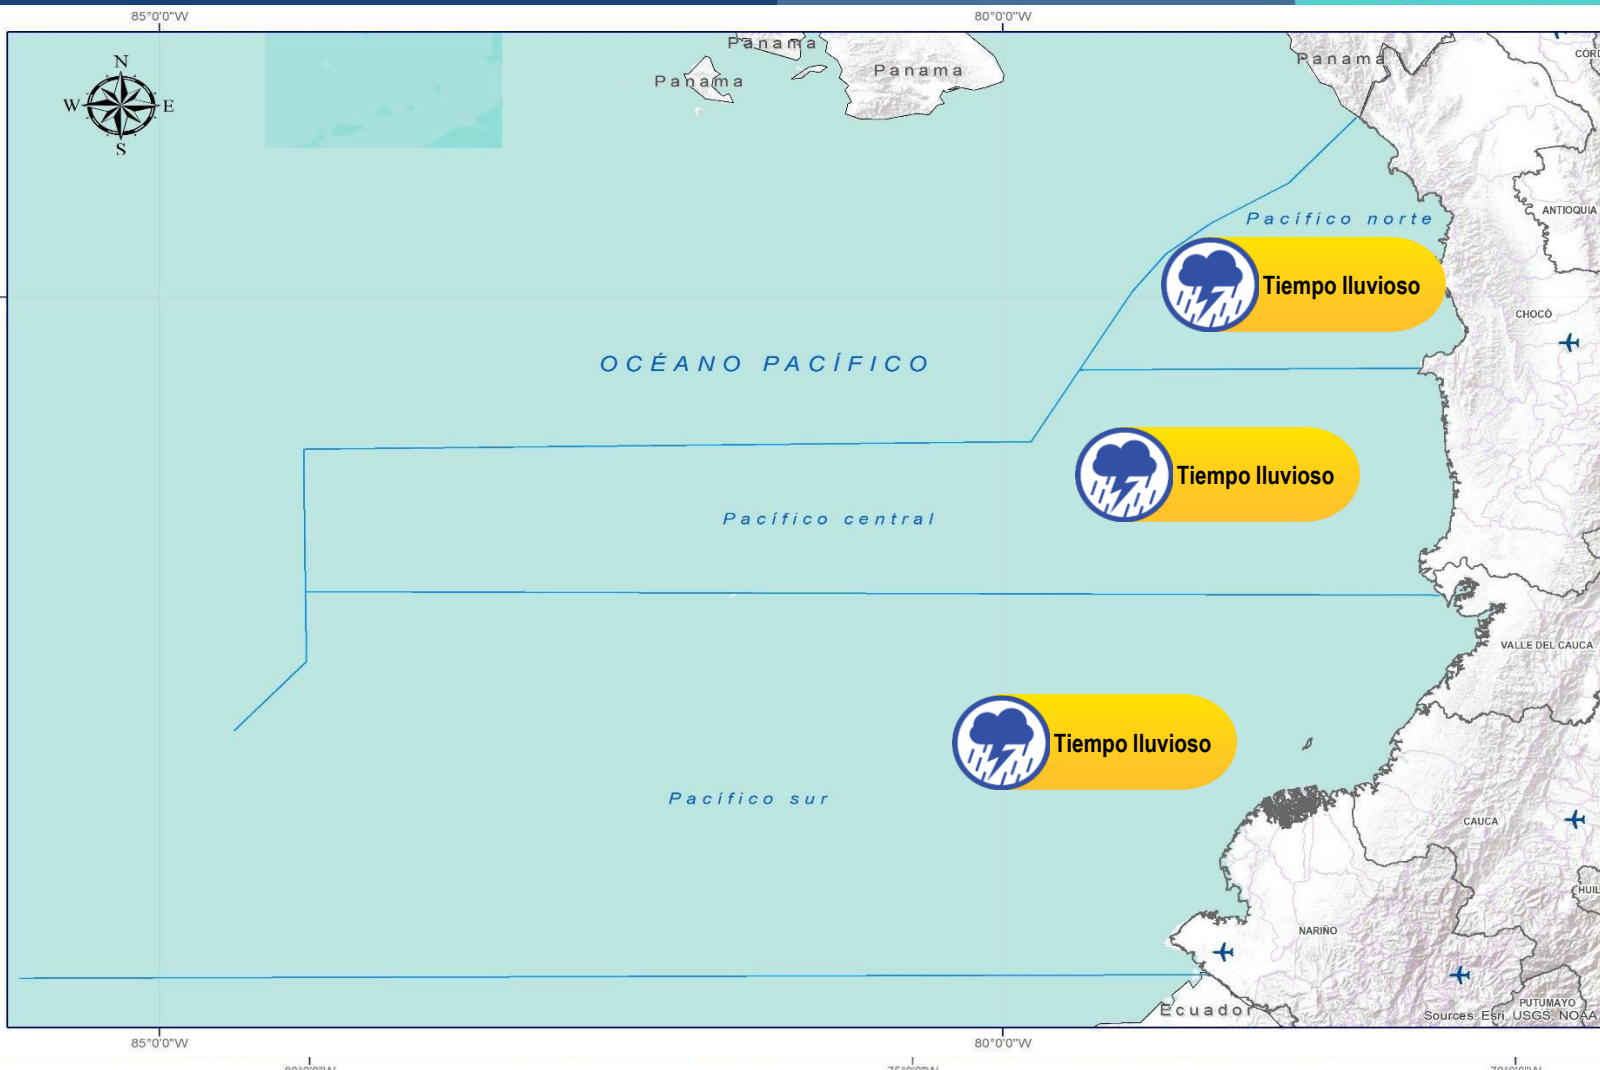 85°0'0"W
80°0'0"W
N
W
E
S
Panama
Panama
Panama
Panama
ANTIOQUIA
Pacífico norte
Tiempo lluvioso
CHOCÓ
OCÉANO PACÍFICO
Tiempo lluvioso
Pacífico central
VALLE DEL CAUCA
Tiempo lluvioso
Pacífico sur
CAUCA
NARIÑO
PUTUMAYO
Ecuador
Sources: Esri, USGS, NOAA
85°0'0"W
80°0'0"W